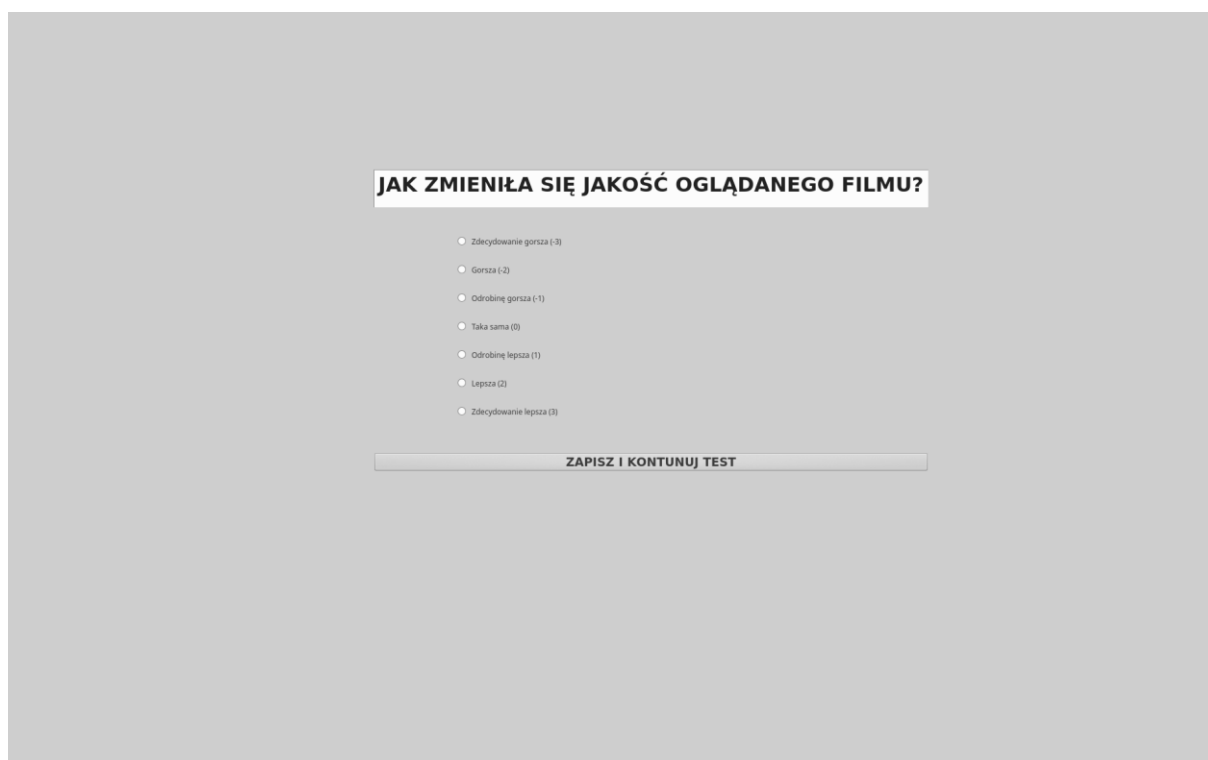 JAK ZMIENIŁA SIĘ JAKOŚĆ OGLĄDANEGO FILMU?
Zdecydowanie gorsza (-3)
Gorsza (-2)
Odrobinę gorsza (-1)
Taka sama (0)
Odrobinę lepsza (1)
Lepsza (2)
Zdecydowanie lepsza (3)
ZAPISZ I KONTUNUJ TEST